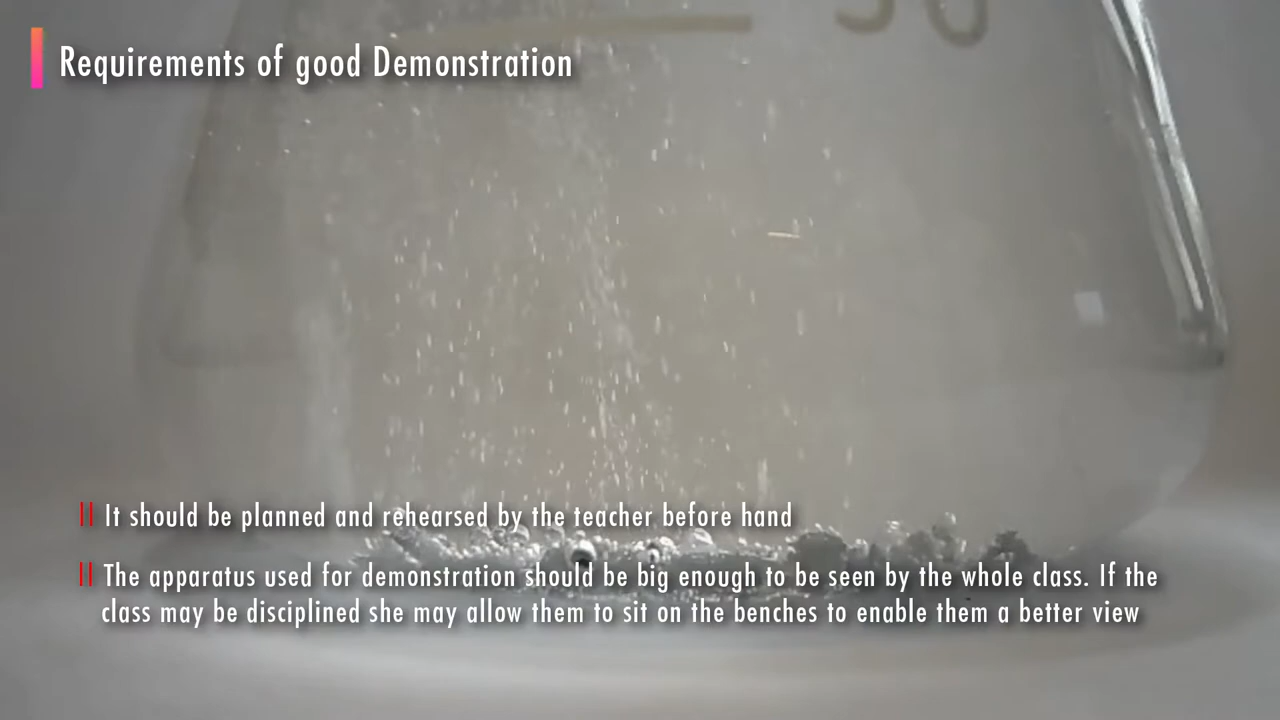 Requirements of good Demonstration
It should be planned and rehearsed by the teacher before hand
The apparatus used for demonstration should be big enough to be seen by the whole class. If the
class may be disciplined she may allow them to sit on the benches to enable them a better view